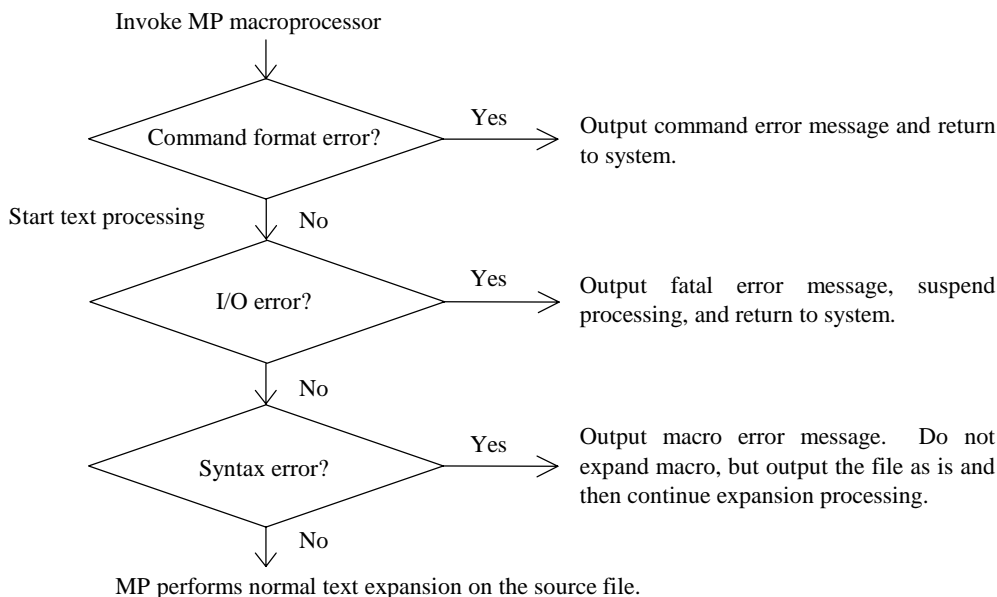 Invoke MP macroprocessor
Command format error?
Yes
Output command error message and return
to system.
Start text processing
No
I/O error?
Yes
Output fatal error message, suspend
processing, and return to system.
No
Syntax error?
Yes
Output macro error message. Do not
expand macro, but output the file as is and
then continue expansion processing.
No
MP performs normal text expansion on the source file.